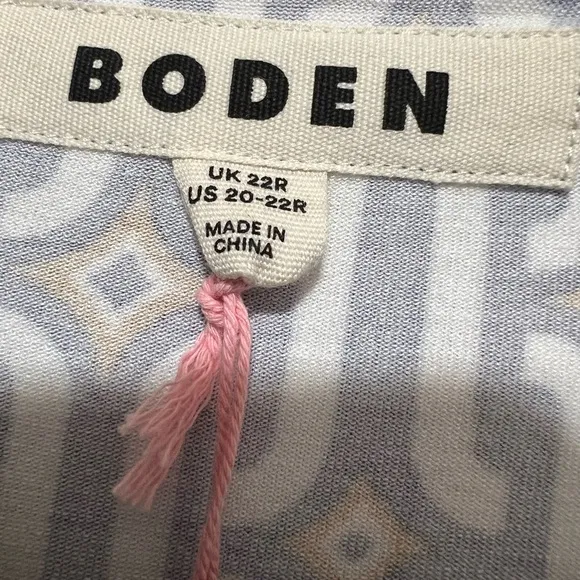 BODEN
UK 22R
US 20-22R
MADE IN
CHINA